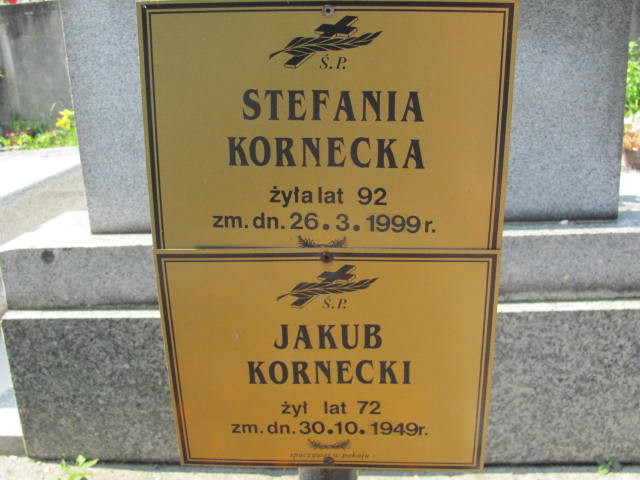 Ś.P.
STEFANIA
KORNECKA
żyła lat 92
zm. dn. 26.3.1999 r.
Ś.P.
JAKUB
KORNECKI
żył lat 72
zm. dn. 30.10.1949r.
spoczywaj w pokoju